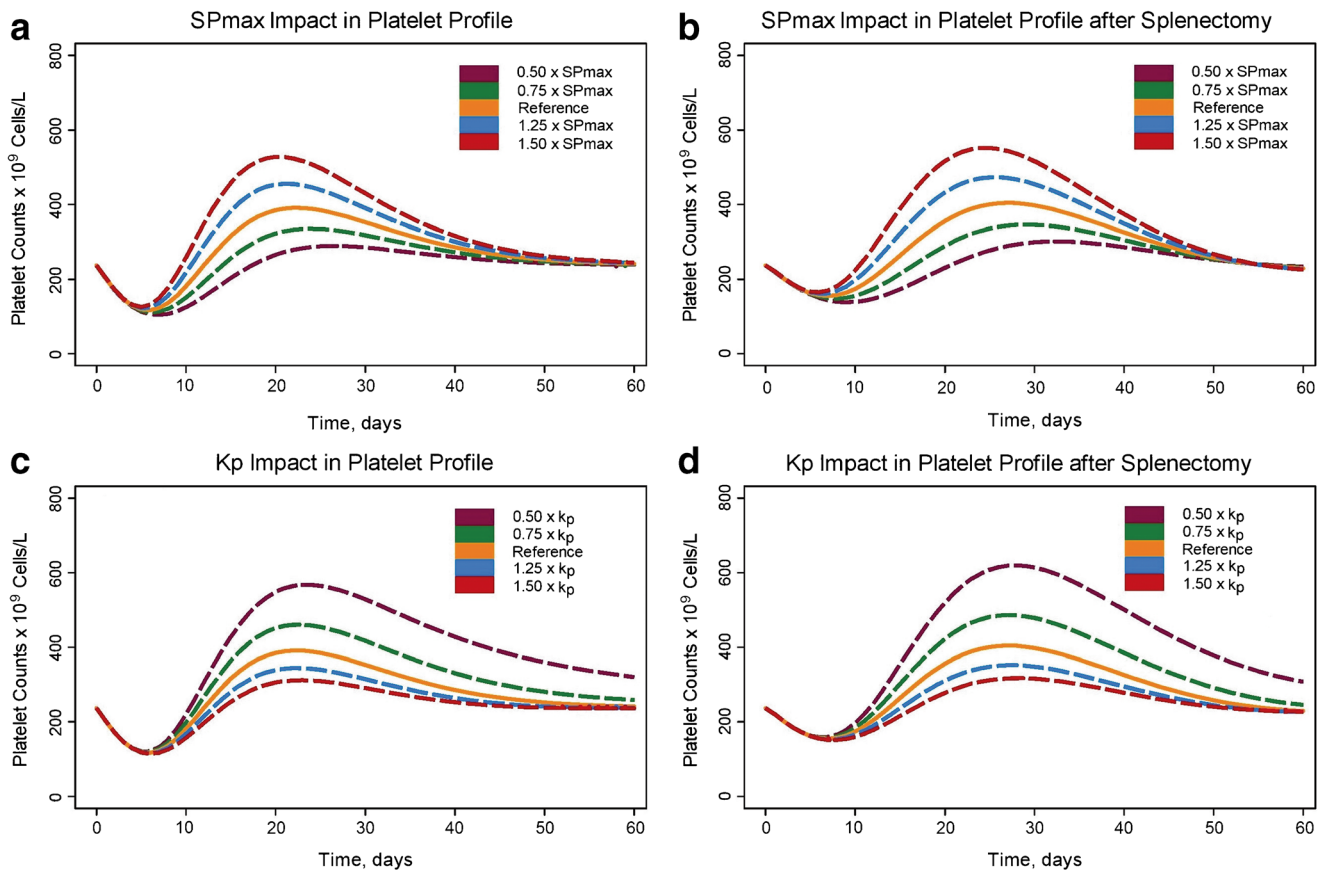 a
SPmax Impact in Platelet Profile
Platelet Counts x 10⁹ Cells/L
800
600
400
200
0
0.50 x SPmax
0.75 x SPmax
Reference
1.25 x SPmax
1.50 x SPmax
0 10 20 30 40 50 60
Time, days
b
SPmax Impact in Platelet Profile after Splenectomy
Platelet Counts x 10⁹ Cells/L
800
600
400
200
0
0.50 x SPmax
0.75 x SPmax
Reference
1.25 x SPmax
1.50 x SPmax
0 10 20 30 40 50 60
Time, days
c
Kp Impact in Platelet Profile
Platelet Counts x 10⁹ Cells/L
800
600
400
200
0
0.50 x kp
0.75 x kp
Reference
1.25 x kp
1.50 x kp
0 10 20 30 40 50 60
Time, days
d
Kp Impact in Platelet Profile after Splenectomy
Platelet Counts x 10⁹ Cells/L
800
600
400
200
0
0.50 x kp
0.75 x kp
Reference
1.25 x kp
1.50 x kp
0 10 20 30 40 50 60
Time, days